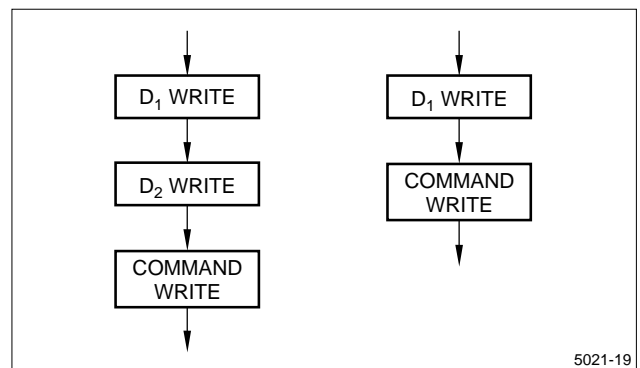 D₁ WRITE
D₂ WRITE
COMMAND
WRITE
D₁ WRITE
COMMAND
WRITE
5021-19